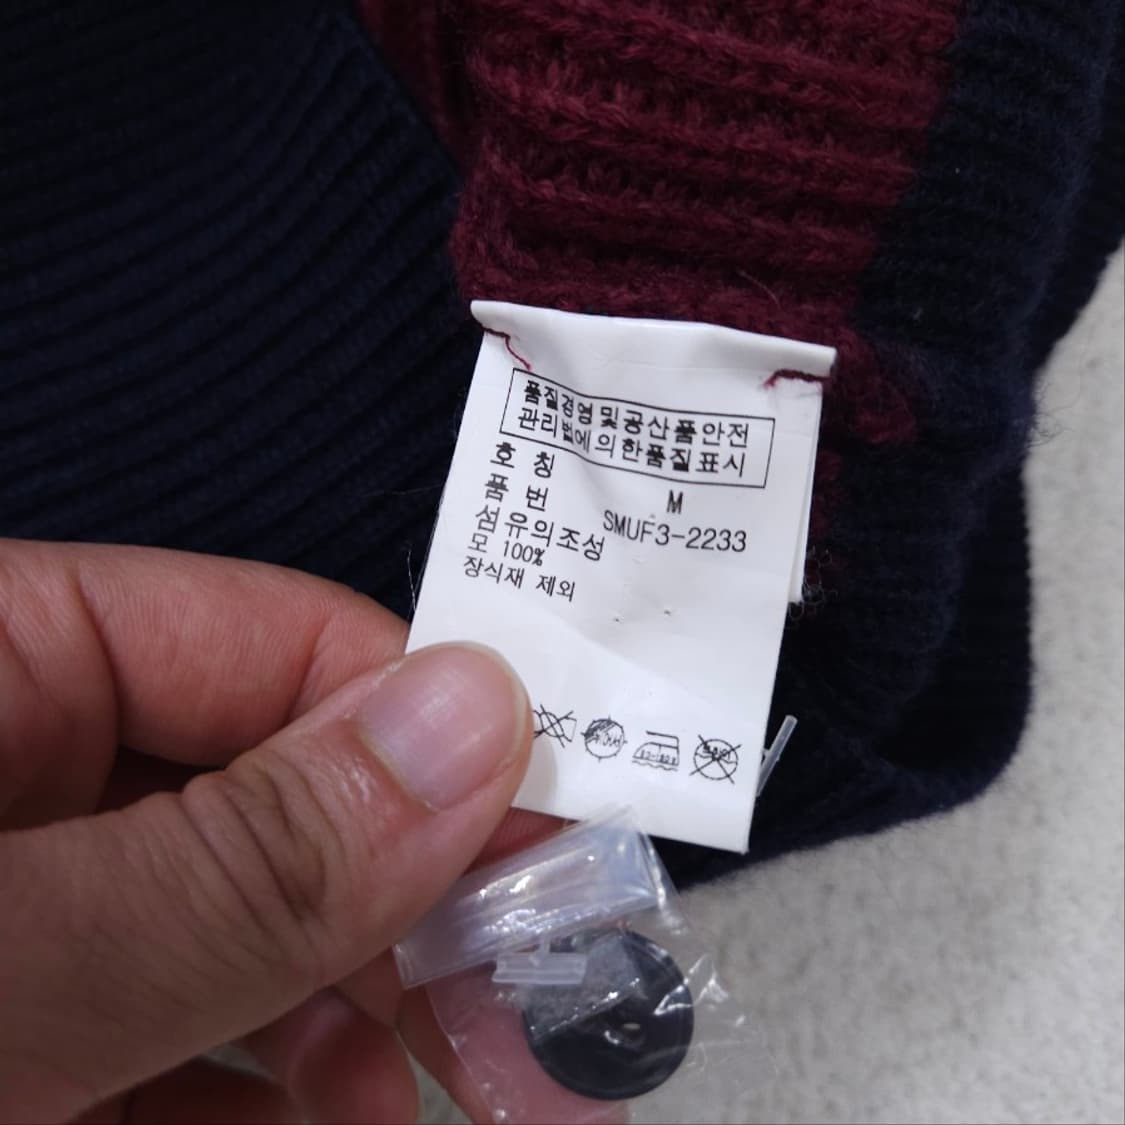 품질경영및공산품안전
관리법에의한품질표시
호 칭 M
품 번 SMUF3-2233
섬유의조성
모 100%
장식재 제외